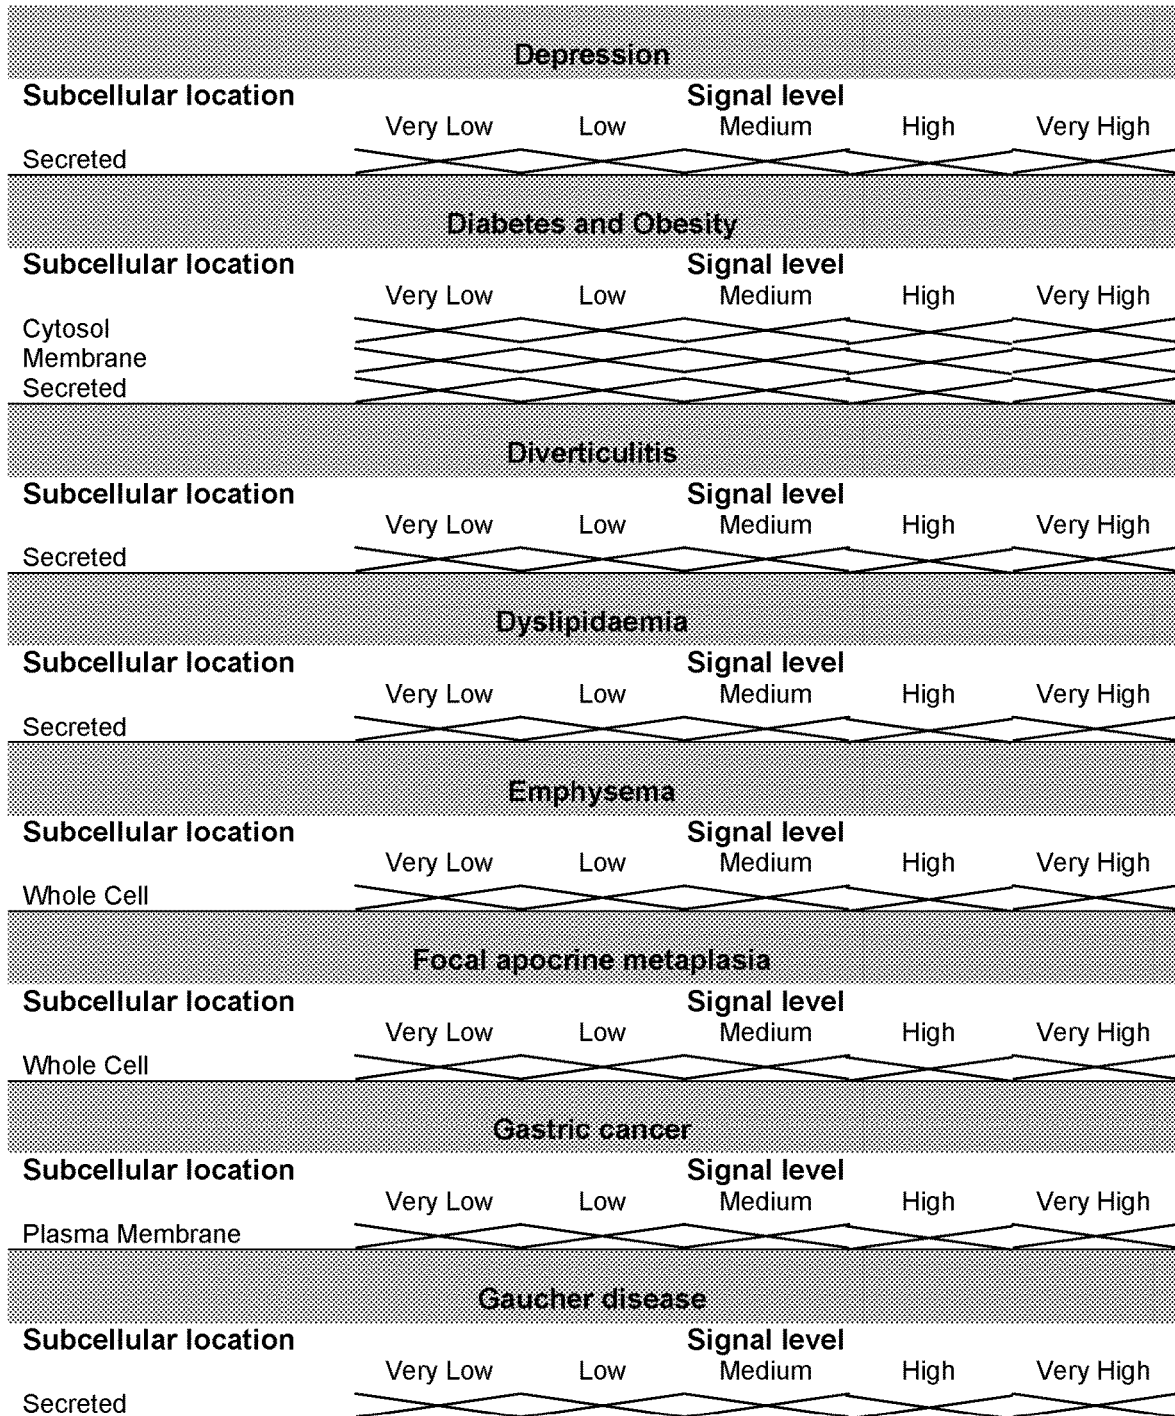 Depression
Subcellular location Signal level
Very Low Low Medium High Very High
Secreted
Diabetes and Obesity
Subcellular location Signal level
Very Low Low Medium High Very High
Cytosol
Membrane
Secreted
Diverticulitis
Subcellular location Signal level
Very Low Low Medium High Very High
Secreted
Dyslipidaemia
Subcellular location Signal level
Very Low Low Medium High Very High
Secreted
Emphysema
Subcellular location Signal level
Very Low Low Medium High Very High
Whole Cell
Focal apocrine metaplasia
Subcellular location Signal level
Very Low Low Medium High Very High
Whole Cell
Gastric cancer
Subcellular location Signal level
Very Low Low Medium High Very High
Plasma Membrane
Gaucher disease
Subcellular location Signal level
Very Low Low Medium High Very High
Secreted